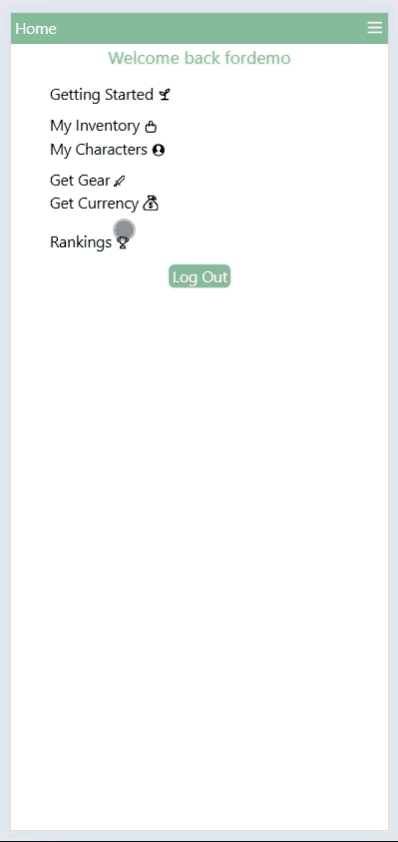 Home
Welcome back fordemo
Getting Started
My Inventory
My Characters
Get Gear
Get Currency
Rankings
Log Out